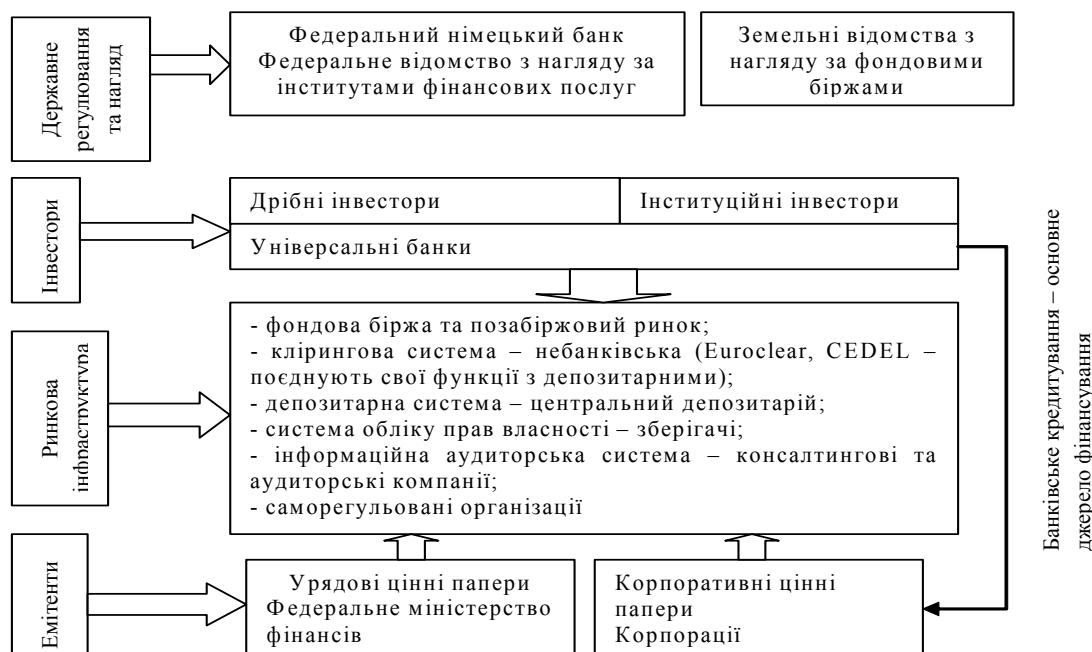 Державне
регулювання
та нагляд
Федеральний німецький банк
Федеральне відомство з нагляду за
інститутами фінансових послуг
Земельні відомства з
нагляду за фондовими
біржами
Інвестори
Дрібні інвестори
Інституційні інвестори
Універсальні банки
Ринкова
інфраструктура
- фондова біржа та позабіржовий ринок;
- клірингова система – небанківська (Euroclear, CEDEL –
поєднують свої функції з депозитарними);
- депозитарна система – центральний депозитарій;
- система обліку прав власності – зберігачі;
- інформаційна аудиторська система – консалтингові та
аудиторські компанії;
- саморегульовані організації
Банківське кредитування – основне
джерело фінансування
Емітенти
Урядові цінні папери
Федеральне міністерство
фінансів
Корпоративні цінні
папери
Корпорації